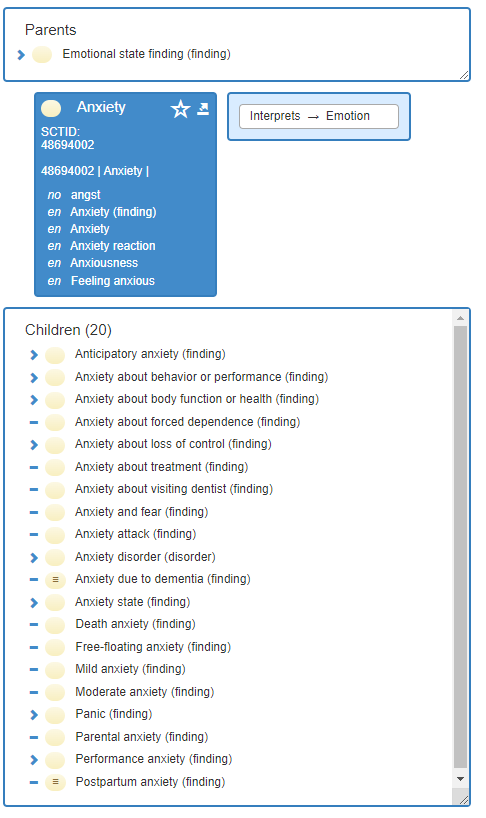 Parents
Emotional state finding (finding)
Anxiety
SCTID:
48694002
48694002 | Anxiety |
no angst
en Anxiety (finding)
en Anxiety
en Anxiety reaction
en Anxiousness
en Feeling anxious
Interprets → Emotion
Children (20)
Anticipatory anxiety (finding)
Anxiety about behavior or performance (finding)
Anxiety about body function or health (finding)
Anxiety about forced dependence (finding)
Anxiety about loss of control (finding)
Anxiety about treatment (finding)
Anxiety about visiting dentist (finding)
Anxiety and fear (finding)
Anxiety attack (finding)
Anxiety disorder (disorder)
Anxiety due to dementia (finding)
Anxiety state (finding)
Death anxiety (finding)
Free-floating anxiety (finding)
Mild anxiety (finding)
Moderate anxiety (finding)
Panic (finding)
Parental anxiety (finding)
Performance anxiety (finding)
Postpartum anxiety (finding)